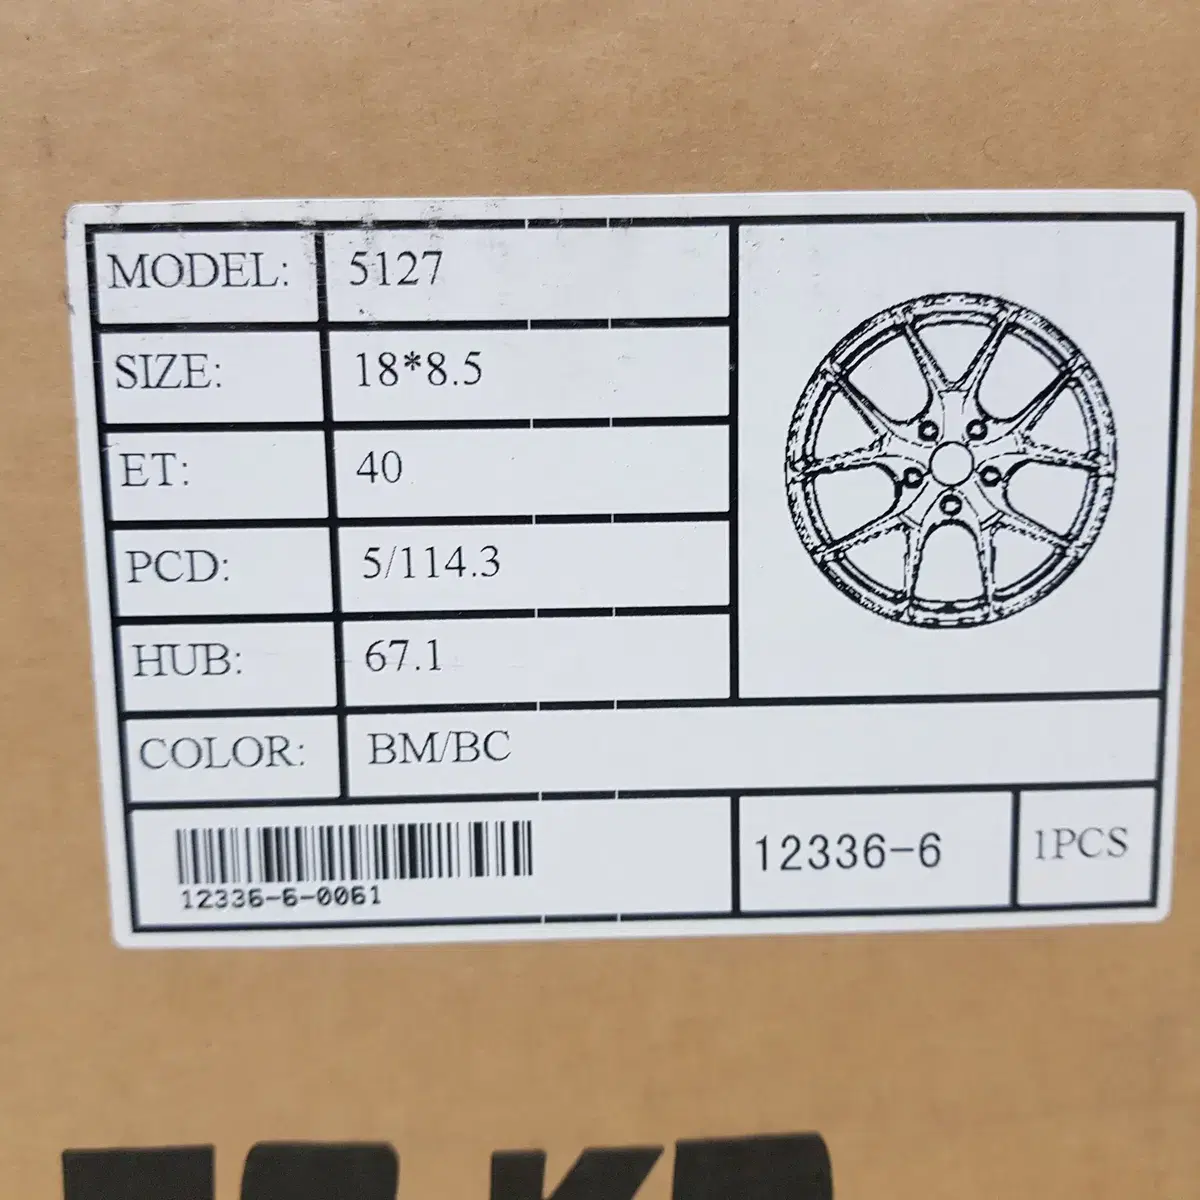 MODEL: 5127
SIZE: 18*8.5
ET: 40
PCD: 5/114.3
HUB: 67.1
COLOR: BM/BC
12336-6 1PCS
12336-6-0061